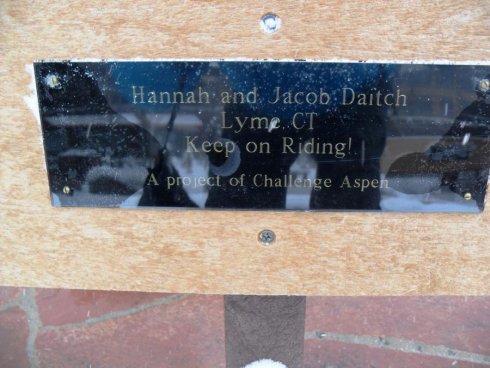 Hannah and Jacob Daitch
Lyme, CT
Keep on Riding!
A project of Challenge Aspen